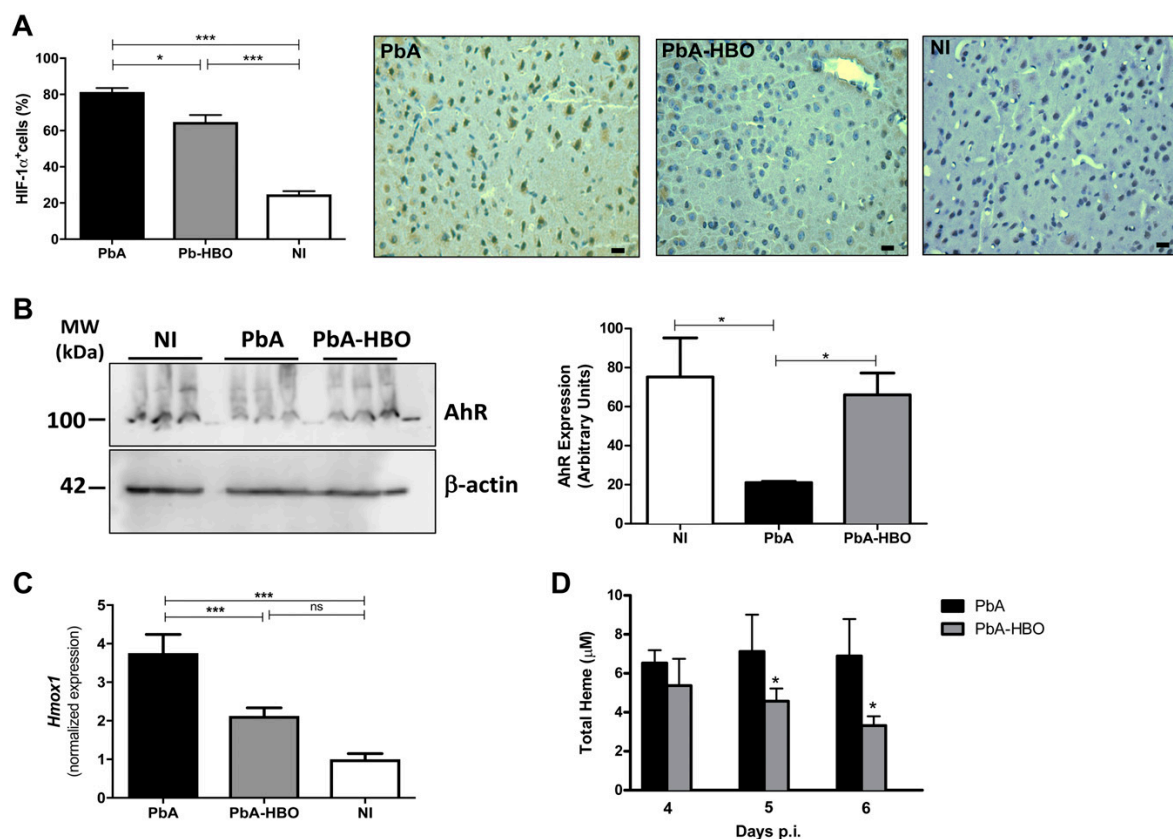 A
HIF-1α⁺cells (%)
100
80
60
40
20
0
***
*
***
PbA
Pb-HBO
NI
PbA
PbA-HBO
NI
B
MW
(kDa)
NI
PbA
PbA-HBO
100
AhR
42
β-actin
AhR Expression
(Arbitrary Units)
100
80
60
40
20
0
*
*
NI
PbA
PbA-HBO
C
Hmox1
(normalized expression)
5
4
3
2
1
0
***
***
ns
PbA
PbA-HBO
NI
D
Total Heme (μM)
10
8
6
4
2
0
*
*
4
5
6
Days p.i.
PbA
PbA-HBO